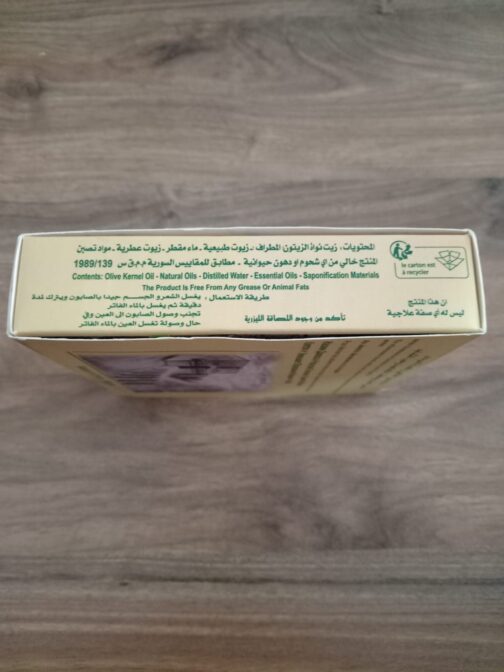 المحتويات: زيت نواة الزيتون المطراف - زيوت طبيعية - ماء مقطر - زيوت عطرية - مواد تصبن
المنتج خالي من أي شحوم او دهون حيوانية - مطابق للمقاييس السورية م.م.ق س 1989/139
Contents: Olive Kernel Oil - Natural Oils - Distilled Water - Essential Oils - Saponification Materials
The Product Is Free From Any Grease Or Animal Fats
طريقة الاستعمال : يغسل الشعر و الجسم جيدا بالصابون ويترك لمدة
دقيقة ثم يغسل بالماء الفاتر
تجنب وصول الصابون الى العين وفي
حال وصولة تغسل العين بالماء الفاتر
تأكد من وجود اللصاقة الليزرية
le carton est
à recycler
ان هذا المنتج
ليس له أي صفة علاجية